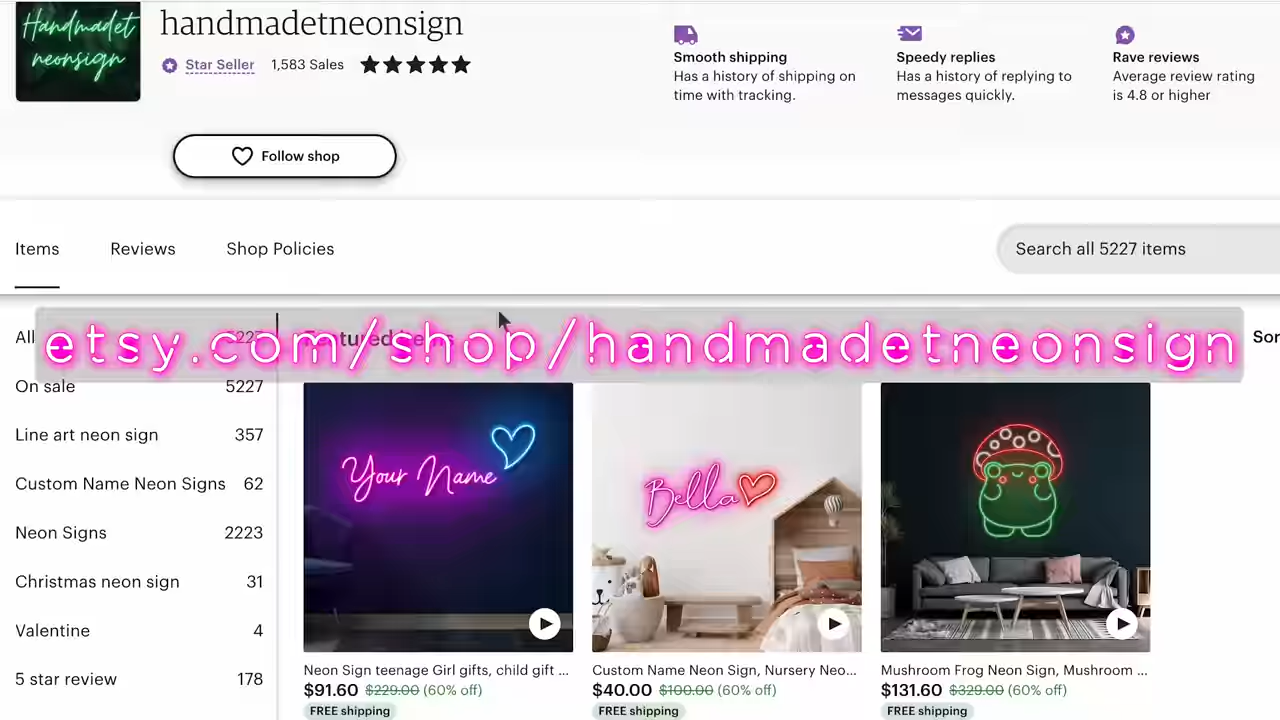 Handmadet
neonsign
handmadetneonsign
Star Seller 1,583 Sales
Smooth shipping
Has a history of shipping on
time with tracking.
Speedy replies
Has a history of replying to
messages quickly.
Rave reviews
Average review rating
is 4.8 or higher
Follow shop
Items Reviews Shop Policies
Search all 5227 items
All 5227
Featured items
Sor
etsy.com/shop/handmadetneonsign
On sale 5227
Line art neon sign 357
Custom Name Neon Signs 62
Neon Signs 2223
Christmas neon sign 31
Valentine 4
5 star review 178
Your Name
Bella
Neon Sign teenage Girl gifts, child gift ...
$91.60 $229.00 (60% off)
FREE shipping
Custom Name Neon Sign, Nursery Neo...
$40.00 $100.00 (60% off)
FREE shipping
Mushroom Frog Neon Sign, Mushroom ...
$131.60 $329.00 (60% off)
FREE shipping